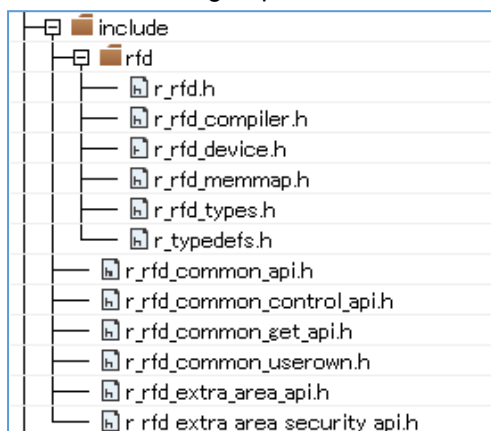 include
rfd
r_rfd.h
r_rfd_compiler.h
r_rfd_device.h
r_rfd_memmap.h
r_rfd_types.h
r_typedefs.h
r_rfd_common_api.h
r_rfd_common_control_api.h
r_rfd_common_get_api.h
r_rfd_common_userown.h
r_rfd_extra_area_api.h
r_rfd_extra_area_security_api.h